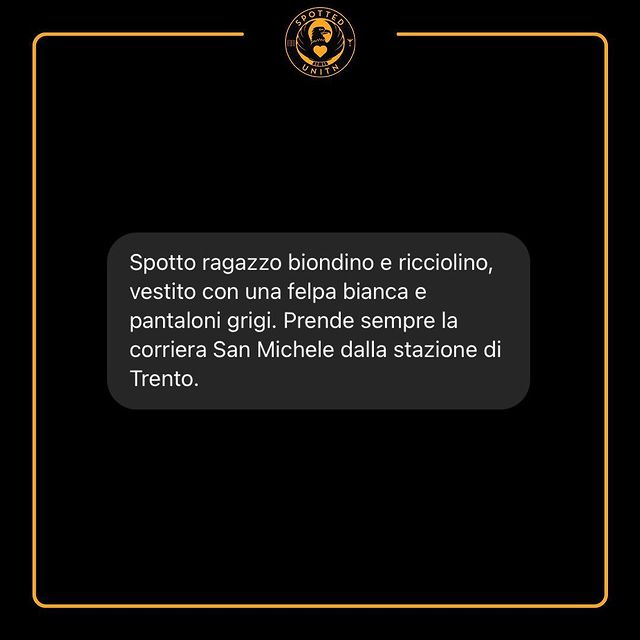 SPOTTED
UNITN
Spotto ragazzo biondino e ricciolino,
vestito con una felpa bianca e
pantaloni grigi. Prende sempre la
corriera San Michele dalla stazione di
Trento.